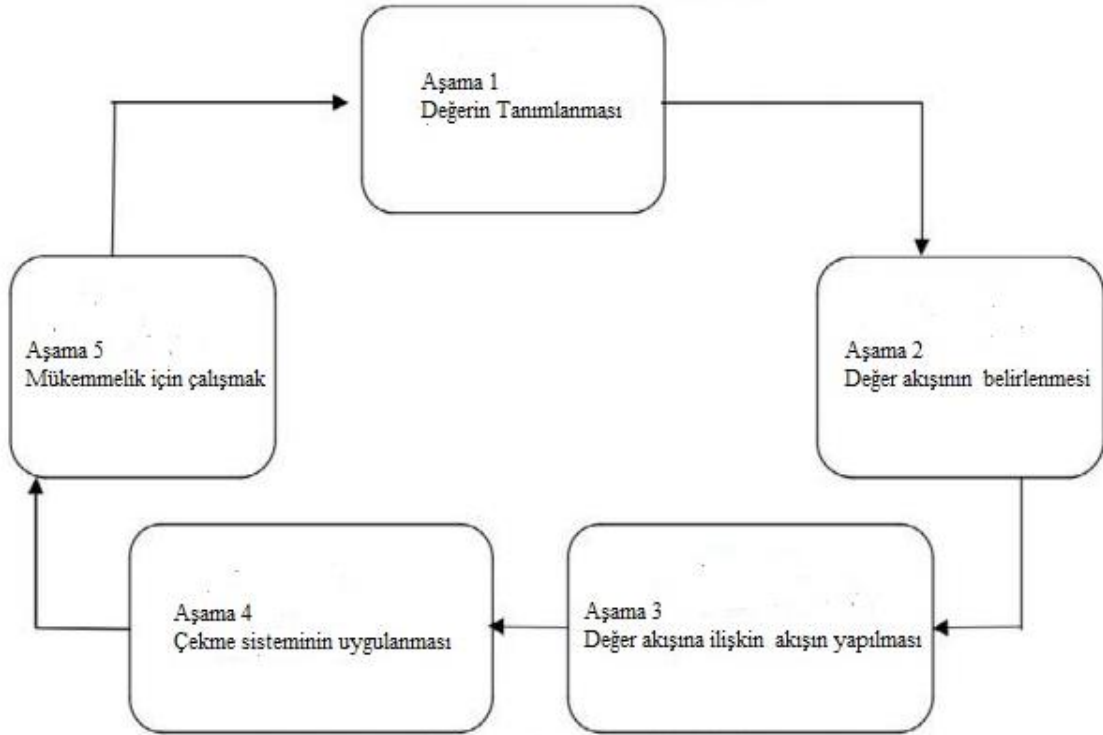 Aşama 1
Değerin Tanımlanması
Aşama 2
Değer akışının belirlenmesi
Aşama 3
Değer akışına ilişkin akışın yapılması
Aşama 4
Çekme sisteminin uygulanması
Aşama 5
Mükemmelik için çalışmak